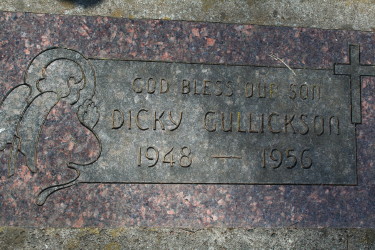 GOD BLESS OUR SON
DICKY GULLICKSON
1948 — 1956